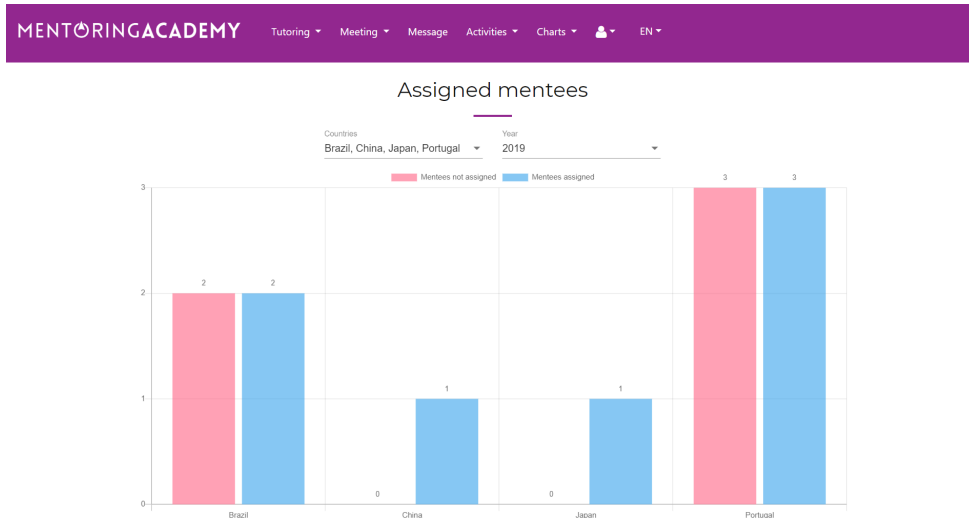 MENTORINGACADEMY Tutoring Meeting Message Activities Charts EN
Assigned mentees
Countries Year
Brazil, China, Japan, Portugal 2019
Mentees not assigned Mentees assigned
3 3
3
2 2
2
1 1
1
0 0
0
Brazil China Japan Portugal